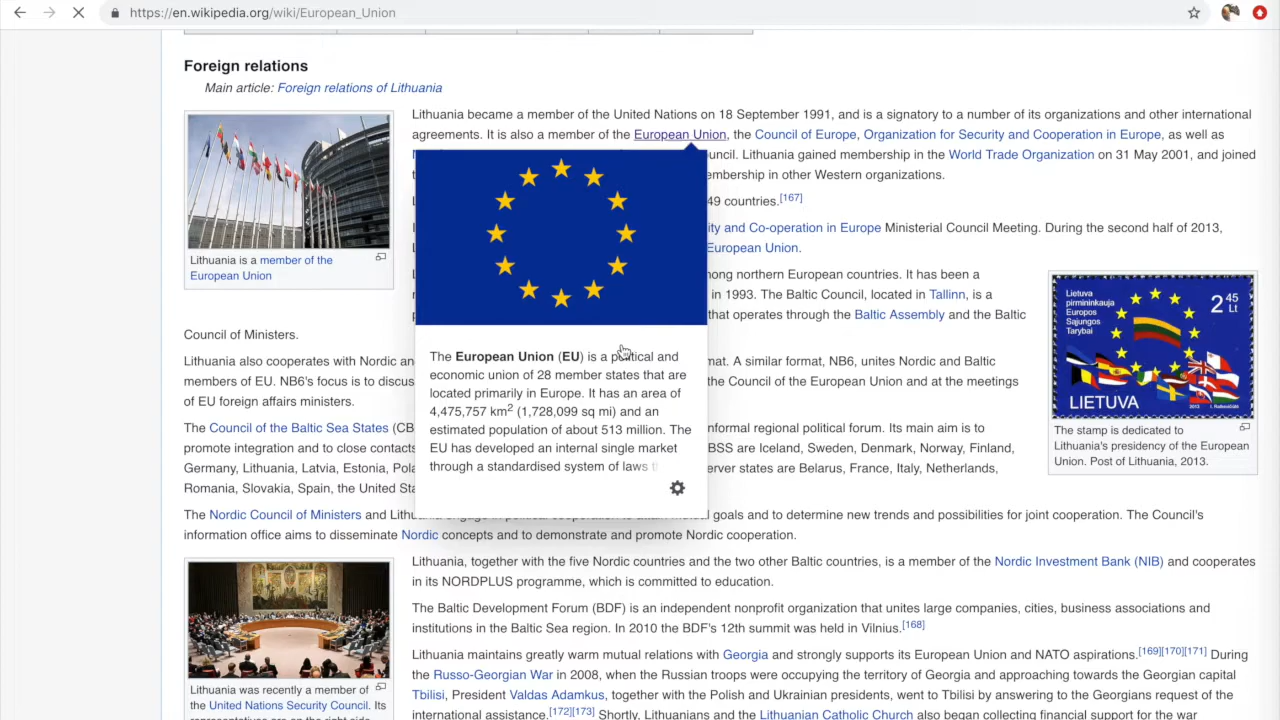 https://en.wikipedia.org/wiki/European_Union
Foreign relations
Main article: Foreign relations of Lithuania
Lithuania is a member of the
European Union
Lithuania became a member of the United Nations on 18 September 1991, and is a signatory to a number of its organizations and other international
agreements. It is also a member of the European Union, the Council of Europe, Organization for Security and Cooperation in Europe, as well as
Lithuania gained membership in the World Trade Organization on 31 May 2001, and joined
membership in other Western organizations.
49 countries.[167]
and Co-operation in Europe Ministerial Council Meeting. During the second half of 2013,
European Union.
northern European countries. It has been a
in 1993. The Baltic Council, located in Tallinn, is a
that operates through the Baltic Assembly and the Baltic
Council of Ministers.
The European Union (EU) is a political and
economic union of 28 member states that are
located primarily in Europe. It has an area of
4,475,757 km2 (1,728,099 sq mi) and an
estimated population of about 513 million. The
EU has developed an internal single market
through a standardised system of laws
Lietuva
pirmininkauja
Europos
Sąjungos
Tarybai
2 45
Lt
LIETUVA
The stamp is dedicated to
Lithuania's presidency of the European
Union. Post of Lithuania, 2013.
Lithuania also cooperates with Nordic A similar format, NB6, unites Nordic and Baltic
members of EU. NB6's focus is to the Council of the European Union and at the meetings
of EU foreign affairs ministers.
The Council of the Baltic Sea States informal regional political forum. Its main aim is to
promote integration and to close are Iceland, Sweden, Denmark, Norway, Finland,
Germany, Lithuania, Latvia, Estonia, states are Belarus, France, Italy, Netherlands,
Romania, Slovakia, Spain, the United
The Nordic Council of Ministers and goals and to determine new trends and possibilities for joint cooperation. The Council's
information office aims to disseminate Nordic concepts and to demonstrate and promote Nordic cooperation.
Lithuania, together with the five Nordic countries and the two other Baltic countries, is a member of the Nordic Investment Bank (NIB) and cooperates
in its NORDPLUS programme, which is committed to education.
The Baltic Development Forum (BDF) is an independent nonprofit organization that unites large companies, cities, business associations and
institutions in the Baltic Sea region. In 2010 the BDF's 12th summit was held in Vilnius.[168]
Lithuania maintains greatly warm mutual relations with Georgia and strongly supports its European Union and NATO aspirations.[169][170][171] During
the Russo-Georgian War in 2008, when the Russian troops were occupying the territory of Georgia and approaching towards the Georgian capital
Tbilisi, President Valdas Adamkus, together with the Polish and Ukrainian presidents, went to Tbilisi by answering to the Georgians request of the
international assistance.[172][173] Shortly, Lithuanians and the Lithuanian Catholic Church also began collecting financial support for the war
Lithuania was recently a member of
the United Nations Security Council. Its
representatives are on the right side